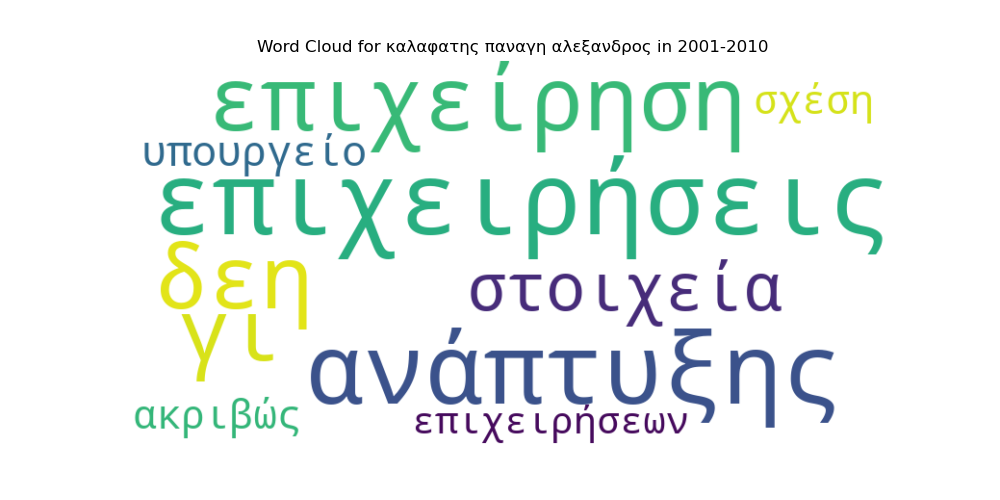 Word Cloud for καλαφατης παναγη αλεξανδρος in 2001-2010
επιχείρηση
σχέση
υπουργείο
επιχειρήσεις
δεη
στοιχεία
γι
ανάπτυξης
ακριβώς
επιχειρήσεων